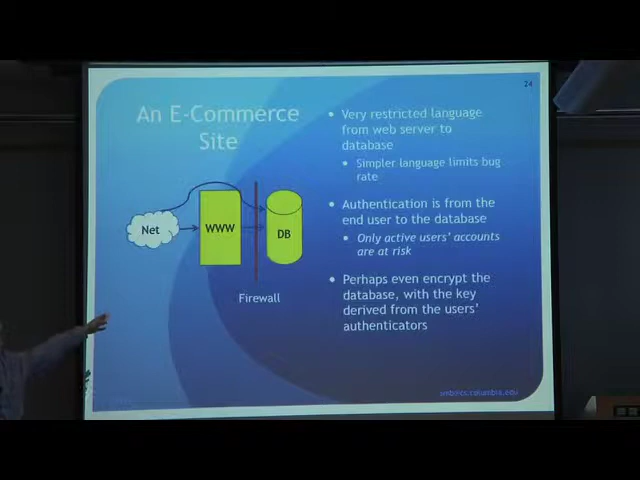 24
An E-Commerce
Site
• Very restricted language
from web server to
database
• Simpler language limits bug
rate
• Authentication is from the
end user to the database
• Only active users' accounts
are at risk
• Perhaps even encrypt the
database, with the key
derived from the users'
authenticators
Net
WWW
DB
Firewall
smb@cs.columbia.edu